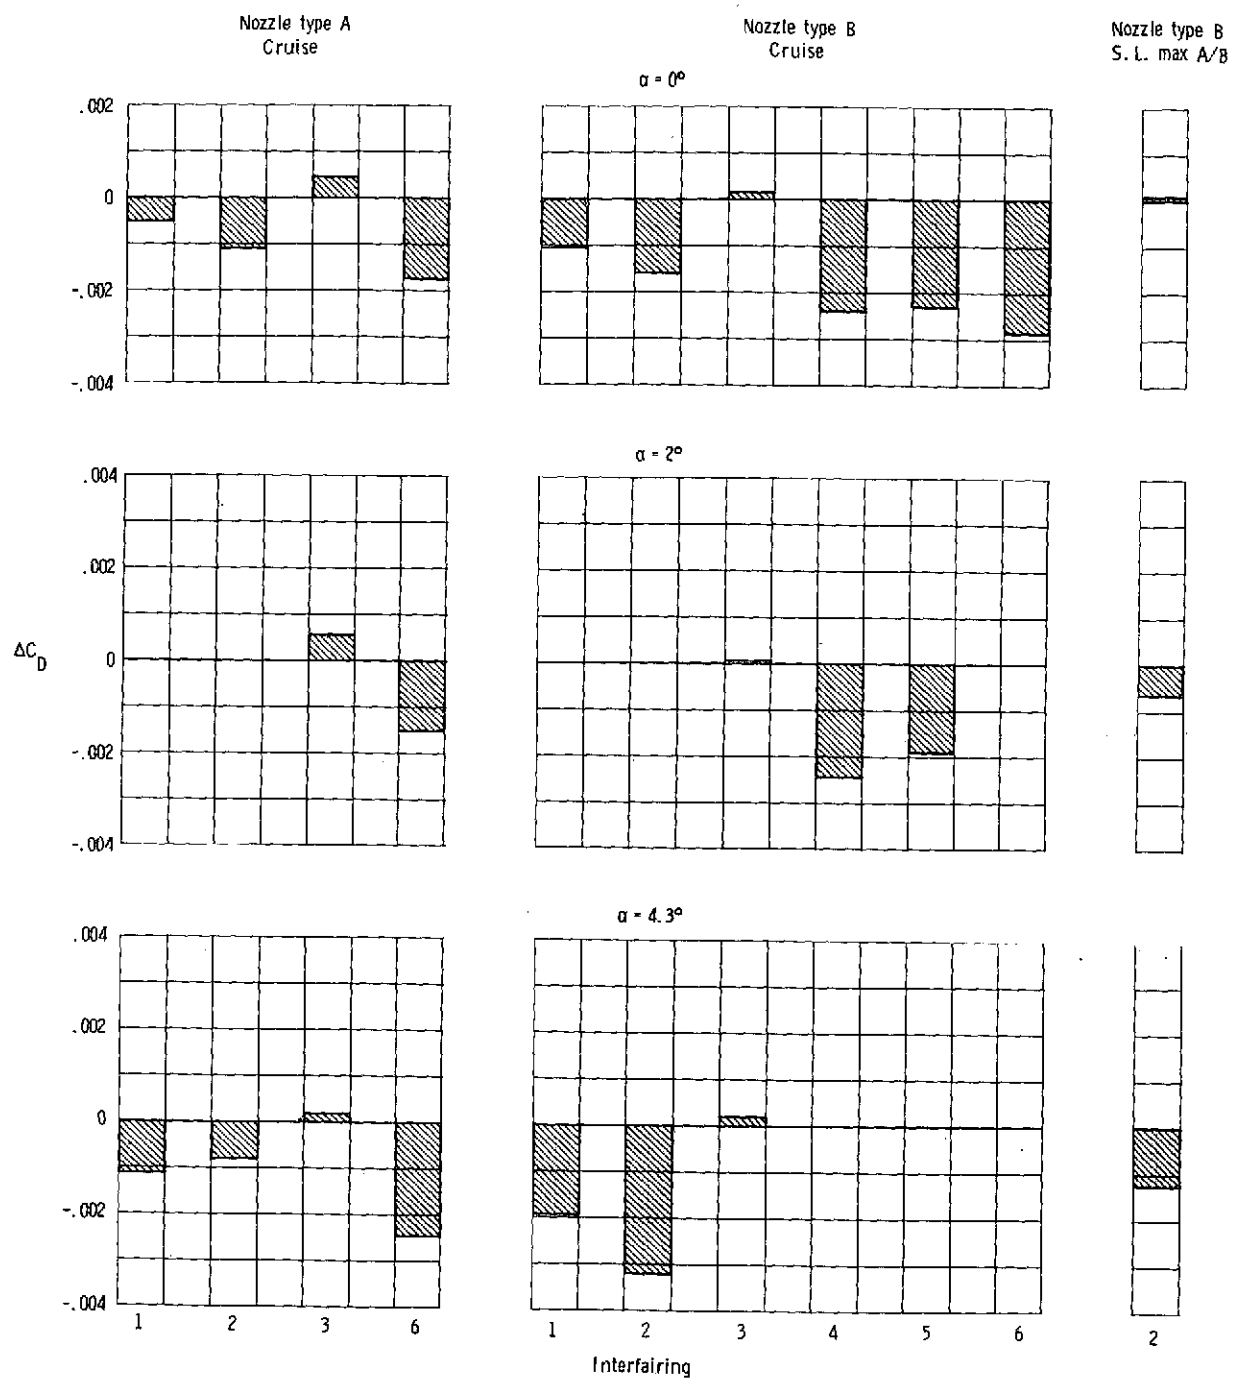 Nozzle type A
Cruise
Nozzle type B
Cruise
Nozzle type B
S. L. max A/B
α = 0°
.002
0
-.002
-.004
α = 2°
.004
.002
0
-.002
-.004
ΔC_D
α = 4.3°
.004
.002
0
-.002
-.004
1 2 3 6
1 2 3 4 5 6
2
Interfairing